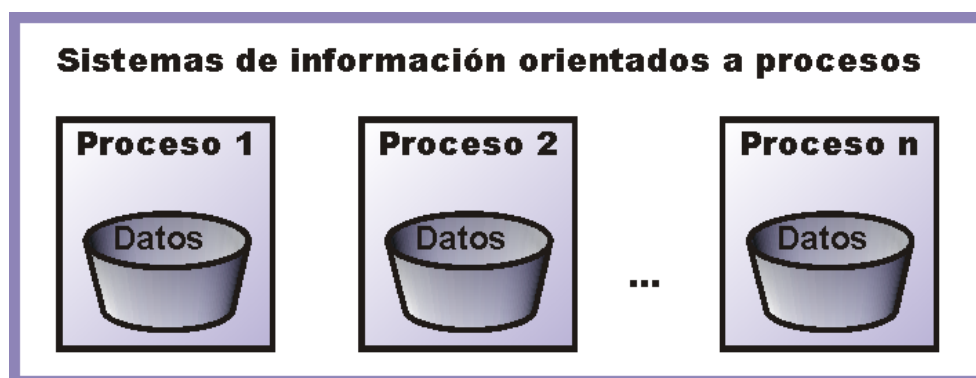 Sistemas de información orientados a procesos
Proceso 1
Datos
Proceso 2
Datos
...
Proceso n
Datos